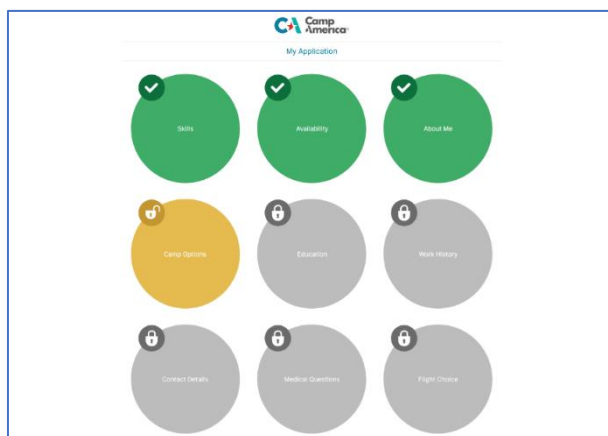 CA Camp
America
My Application
Skills Availability About Me
Camp Options Education Work History
Contact Details Medical Questions Flight Choice